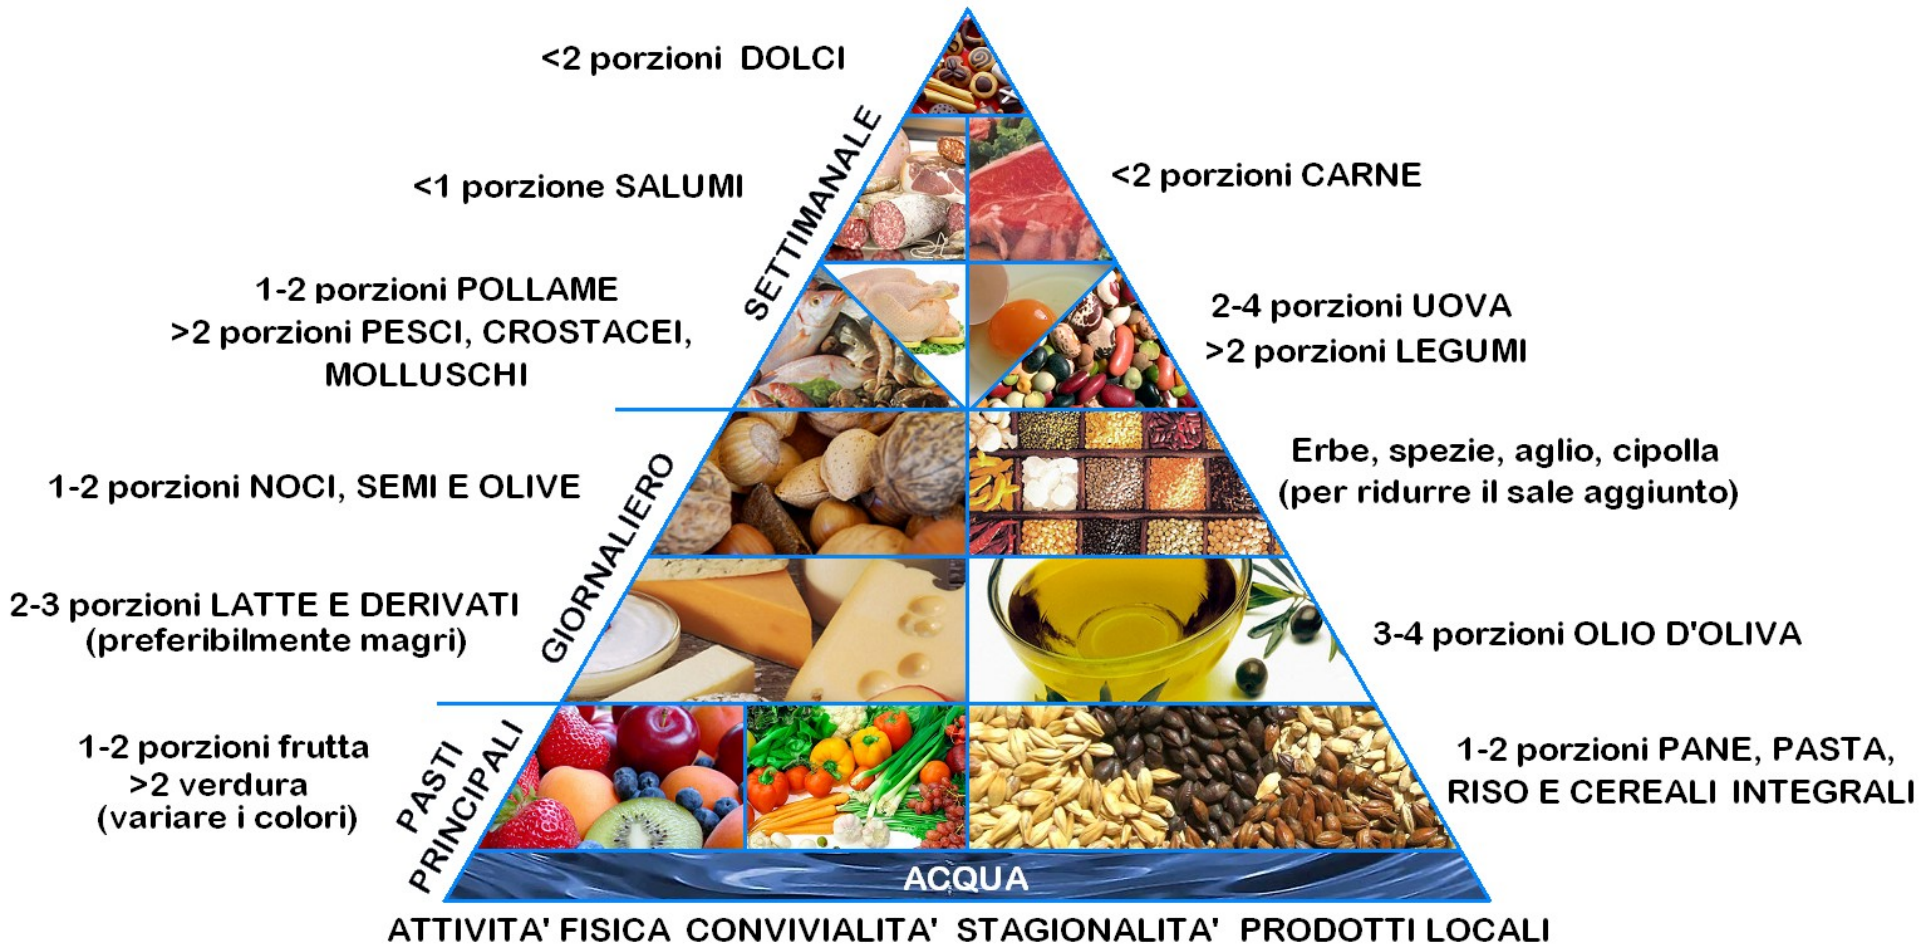 <2 porzioni DOLCI
SETTIMANALE
<1 porzione SALUMI
<2 porzioni CARNE
1-2 porzioni POLLAME
>2 porzioni PESCI, CROSTACEI,
MOLLUSCHI
2-4 porzioni UOVA
>2 porzioni LEGUMI
GIORNALIERO
1-2 porzioni NOCI, SEMI E OLIVE
Erbe, spezie, aglio, cipolla
(per ridurre il sale aggiunto)
2-3 porzioni LATTE E DERIVATI
(preferibilmente magri)
3-4 porzioni OLIO D'OLIVA
PASTI
PRINCIPALI
1-2 porzioni frutta
>2 verdura
(variare i colori)
1-2 porzioni PANE, PASTA,
RISO E CEREALI INTEGRALI
ACQUA
ATTIVITA' FISICA CONVIVIALITA' STAGIONALITA' PRODOTTI LOCALI